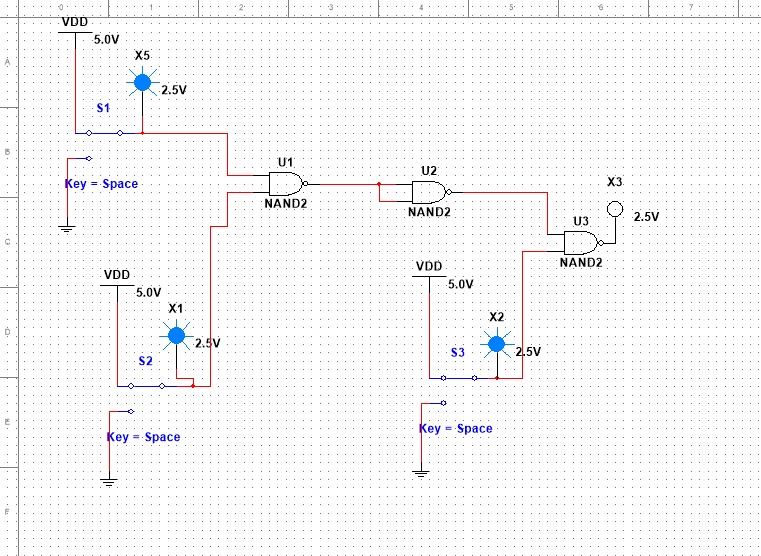 0 1 2 3 4 5 6 7
VDD
5.0V
X5
A
2.5V
S1
B
U1
U2
Key = Space
X3
NAND2
NAND2
2.5V
U3
C
NAND2
VDD
VDD
5.0V
5.0V
X1
X2
D
2.5V
2.5V
S2
S3
E
Key = Space
Key = Space
F